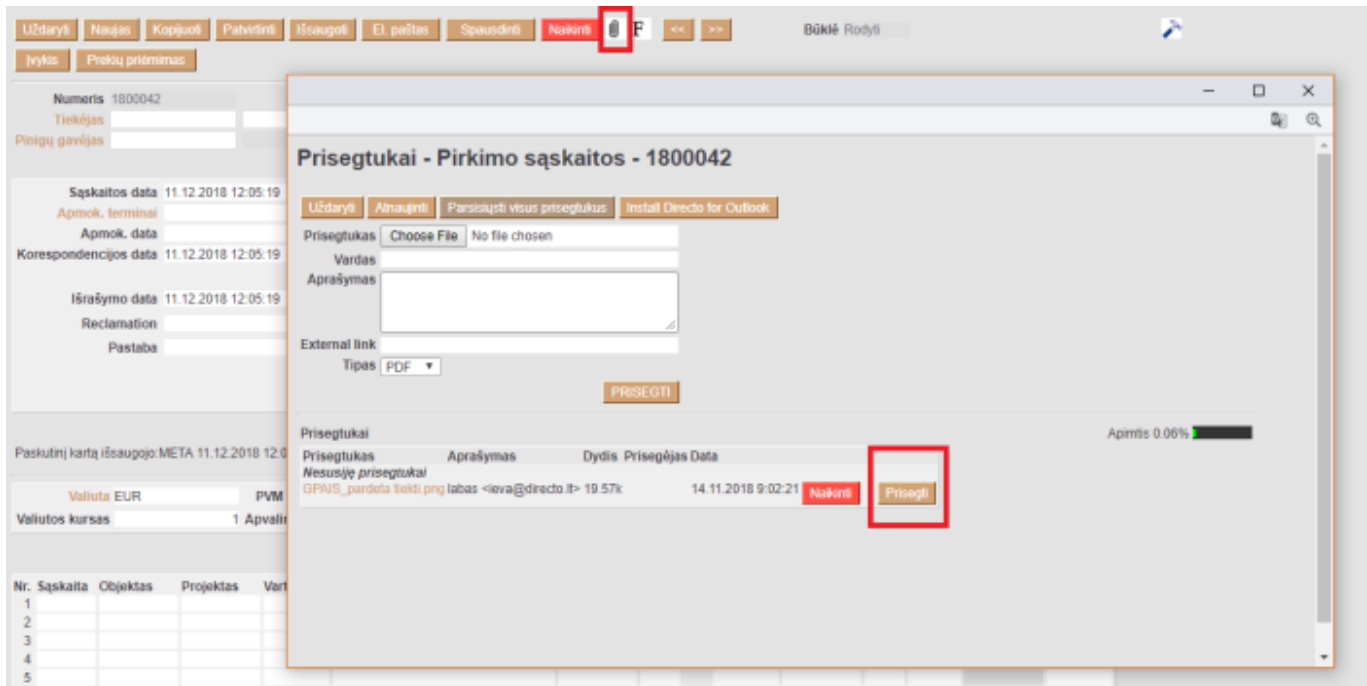 Uždaryti Naujas Kopijuoti Patvirtinti Išsaugoti El. paštas Spausdinti Naikinti F << >> Būklė Rodyti
Įvykis Prekių priėmimas
Numeris 1800042
Tiekėjas
Pinigų gavėjas
Prisegtukai - Pirkimo sąskaitos - 1800042
Sąskaitos data 11.12.2018 12:05:19
Uždaryti Atnaujinti Parsisiųsti visus prisegtukus Install Directo for Outlook
Apmok. terminai
Apmok. data
Prisegtukas Choose File No file chosen
Korespondencijos data 11.12.2018 12:05:19
Vardas
Aprašymas
Išrašymo data 11.12.2018 12:05:19
Reclamation
Pastaba
External link
Tipas PDF
PRISEGTI
Prisegtukai
Apimtis 0.06%
Paskutinį kartą išsaugojo:META 11.12.2018 12:0
Prisegtukas Aprašymas Dydis Prisegėjas Data
Nesusiję prisegtukai
GPAIS_pardeta tiekti.png labas <ieva@directo.lt> 19.57k 14.11.2018 9:02:21 Naikinti Prisegti
Valiuta EUR PVM
Valiutos kursas 1 Apvalin
Nr. Sąskaita Objektas Projektas Vart
1
2
3
4
5